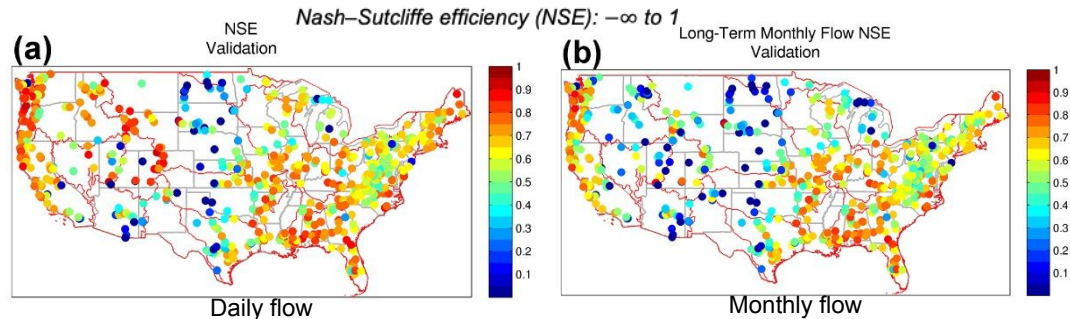 Nash–Sutcliffe efficiency (NSE): −∞ to 1
(a)
NSE
Validation
1
0.9
0.8
0.7
0.6
0.5
0.4
0.3
0.2
0.1
Daily flow
(b)
Long-Term Monthly Flow NSE
Validation
1
0.9
0.8
0.7
0.6
0.5
0.4
0.3
0.2
0.1
Monthly flow